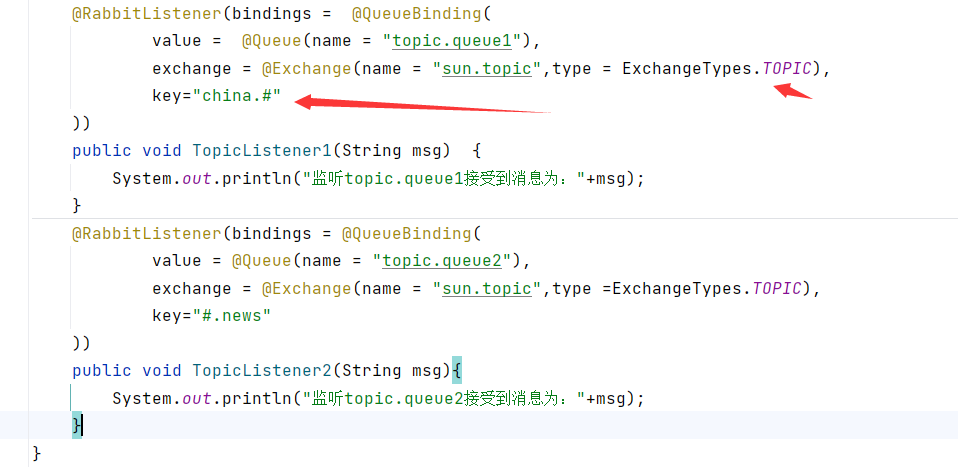 @RabbitListener(bindings =  @QueueBinding(
        value =  @Queue(name = "topic.queue1"),
        exchange = @Exchange(name = "sun.topic",type = ExchangeTypes.TOPIC),
        key="china.#"
))
public void TopicListener1(String msg)  {
    System.out.println("监听topic.queue1接受到消息为："+msg);
}
@RabbitListener(bindings = @QueueBinding(
        value = @Queue(name = "topic.queue2"),
        exchange = @Exchange(name = "sun.topic",type =ExchangeTypes.TOPIC),
        key="#.news"
))
public void TopicListener2(String msg){
    System.out.println("监听topic.queue2接受到消息为："+msg);
}
}